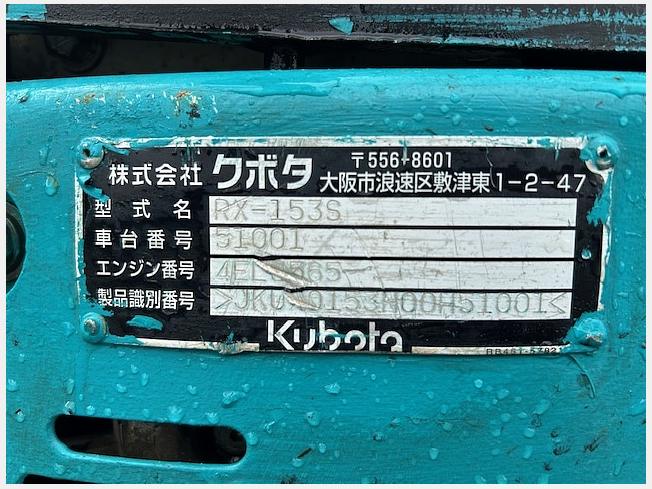 株式会社 クボタ 〒556-8601
大阪市浪速区敷津東1-2-47
型式名 RX-153S
車台番号 51001
エンジン番号
製品識別番号
Kubota